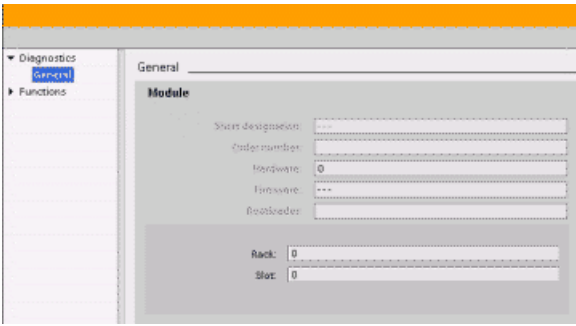 Diagnostics
General
Functions
General
Module
Short designation: ---
Order number:
Hardware: 0
Firmware: ---
Bootloader:
Rack: 0
Slot: 0